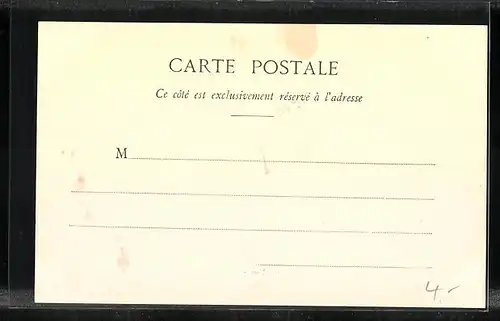 CARTE POSTALE
Ce côté est exclusivement réservé à l'adresse
M
4.-